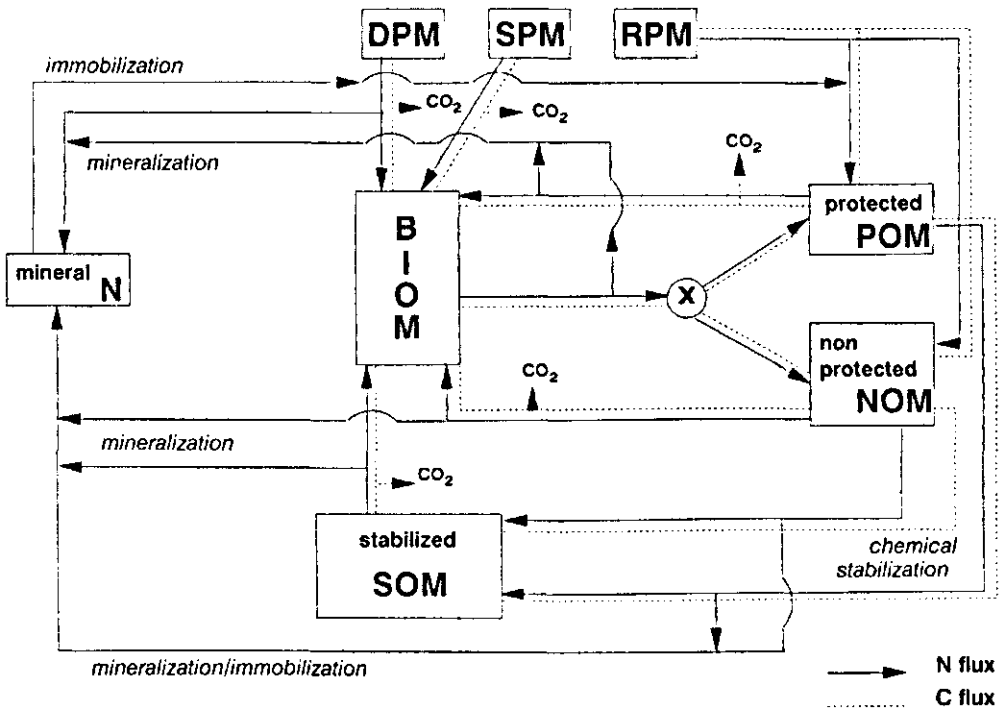 DPM
SPM
RPM
immobilization
CO₂
CO₂
mineralization
CO₂
protected
POM
B
I
O
M
mineral
N
X
non
protected
NOM
CO₂
mineralization
CO₂
stabilized
SOM
chemical
stabilization
mineralization/immobilization
N flux
C flux